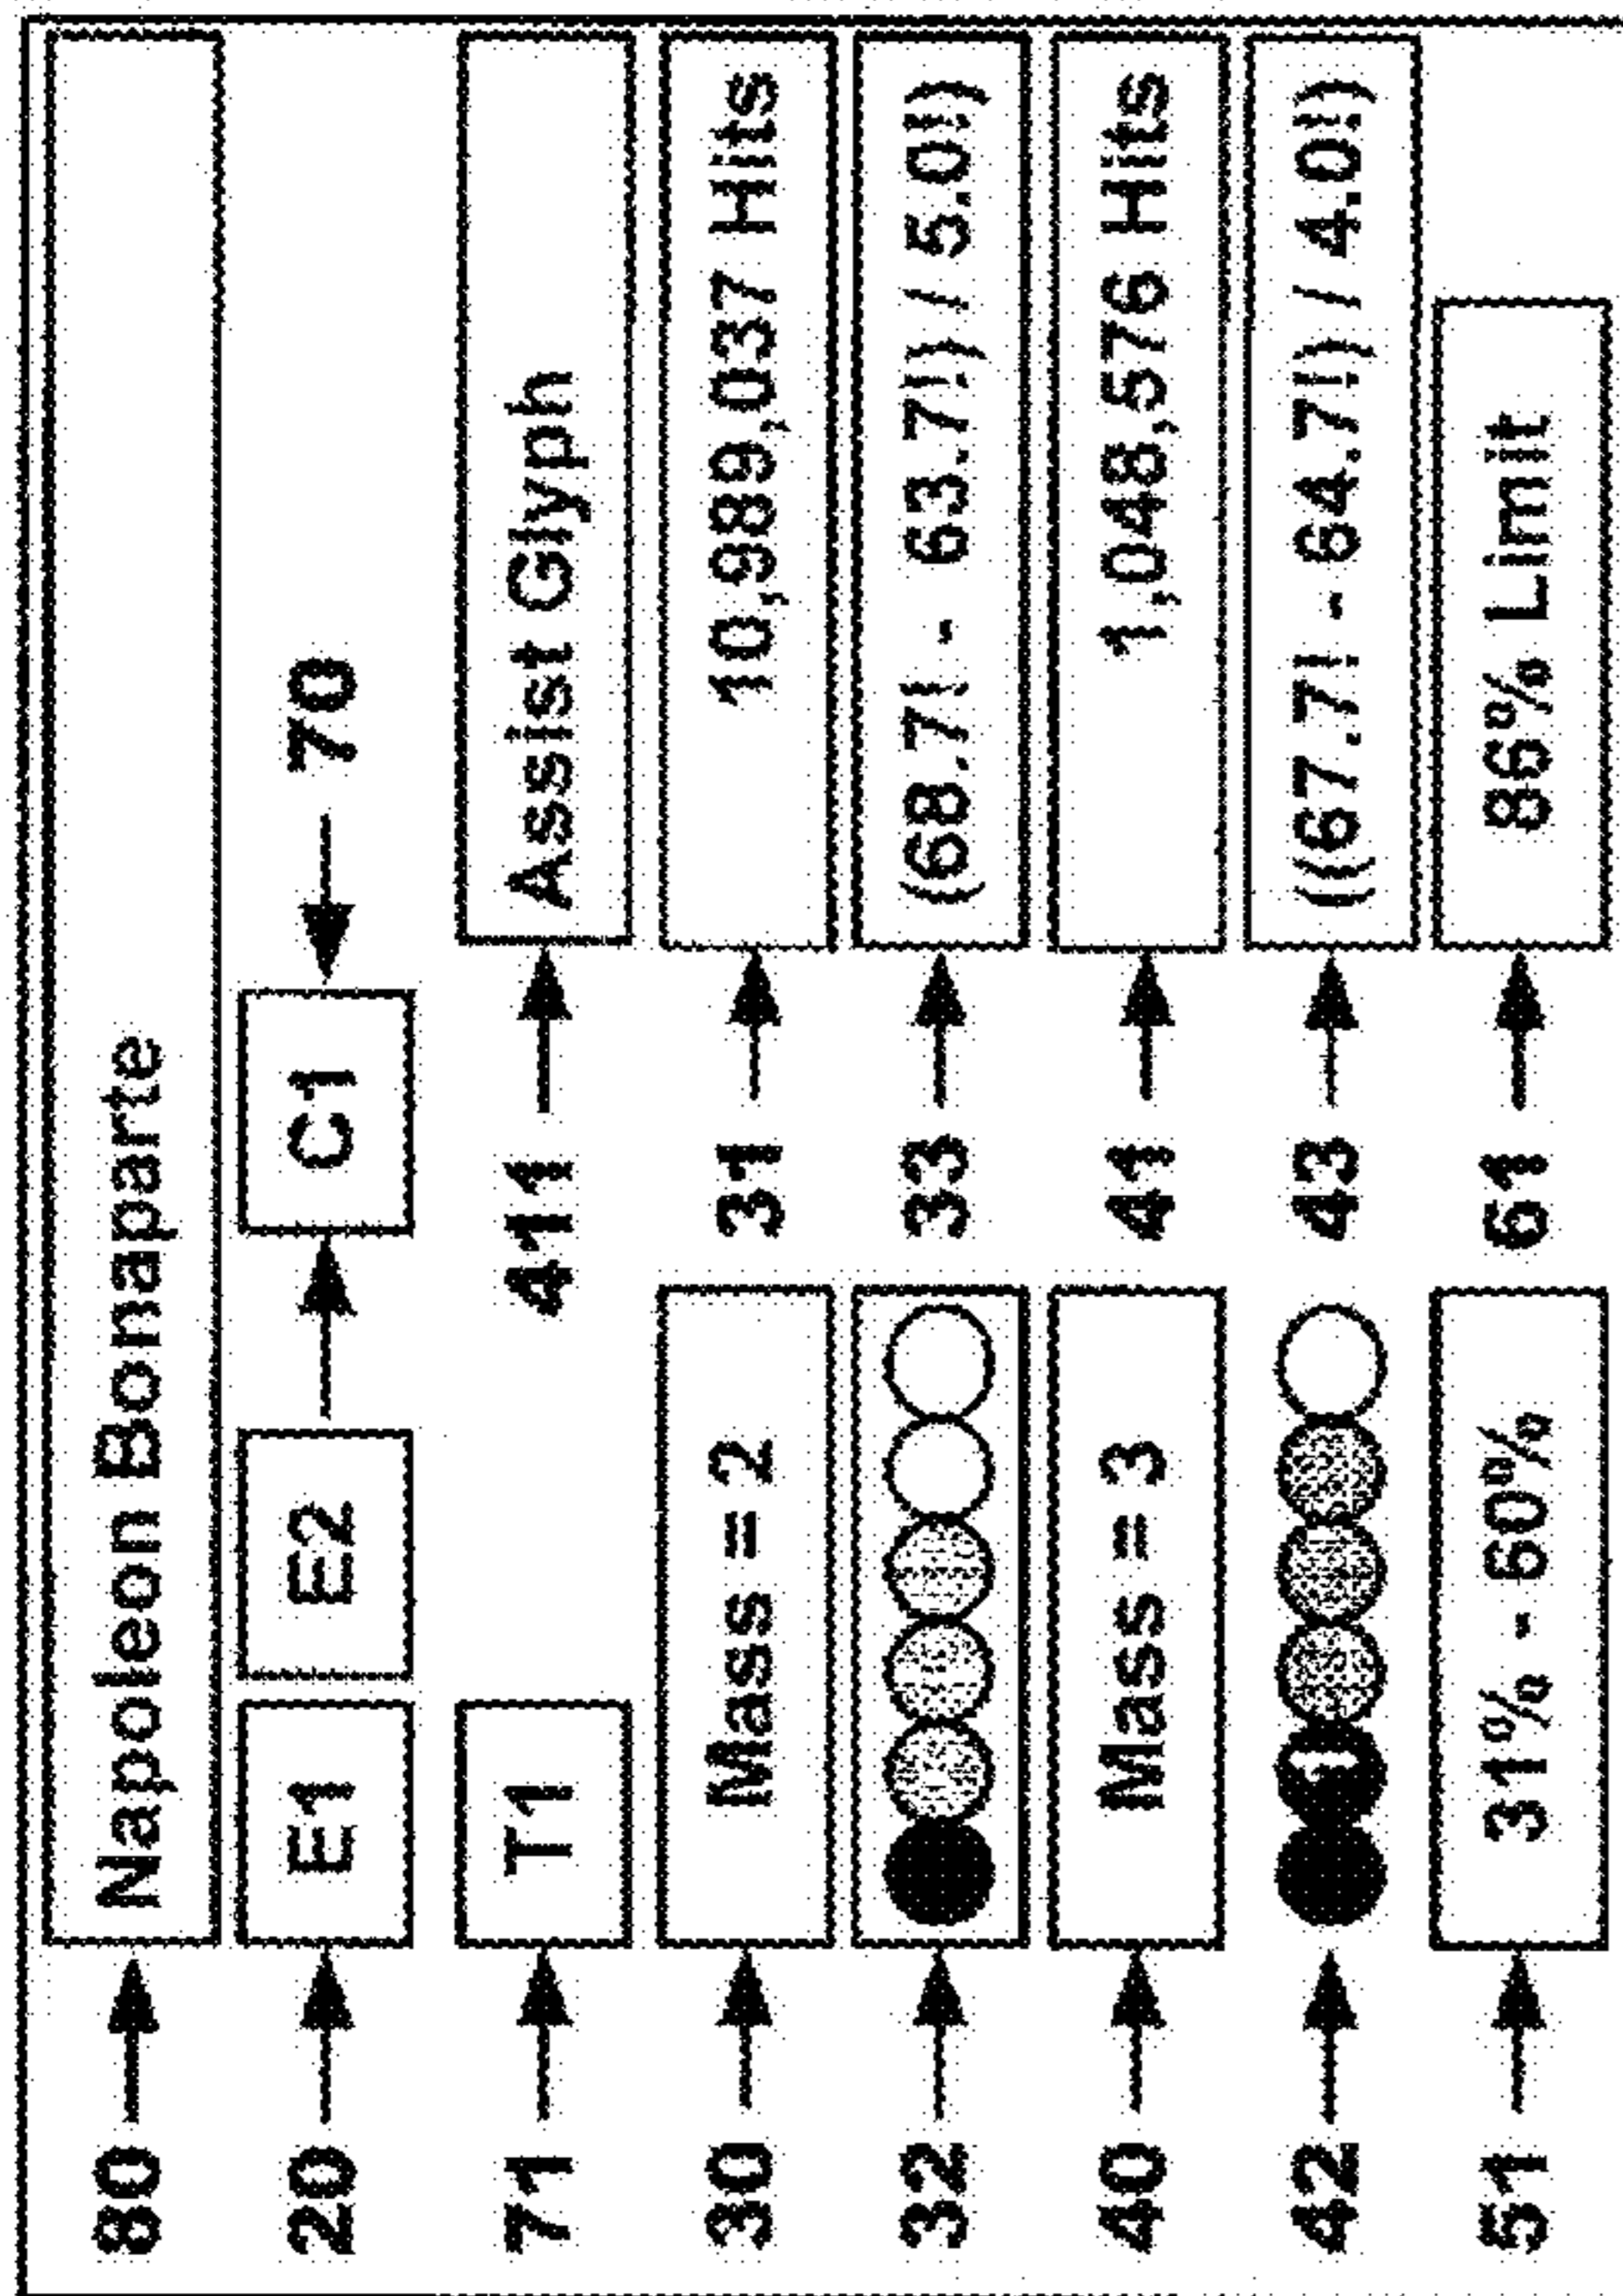 80 Napoleon Bonaparte
20 E1 E2 C1 70
71 T1 411 Assist Glyph
30 Mass = 2 31 10,989,037 Hits
32 33 (68.7! - 63.7!) / 5.0!)
40 Mass = 3 41 1,048,576 Hits
42 1 43 ((67.7! - 64.7!) / 4.0!)
51 31% - 60% 61 86% Limit